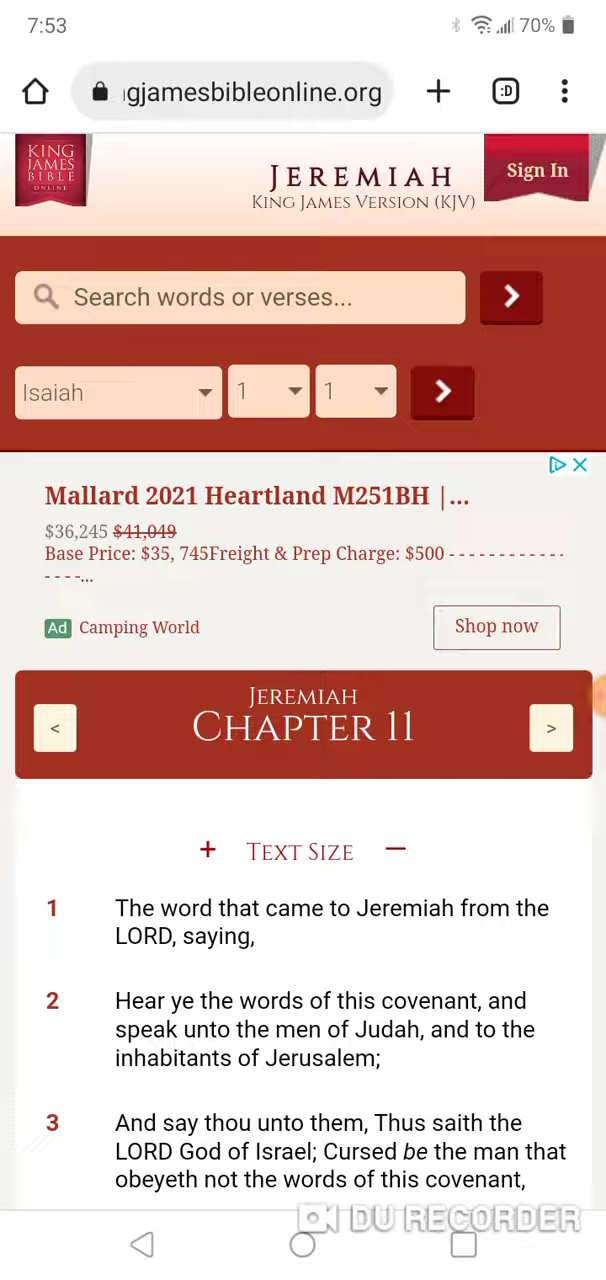 7:53
70%
gjamesbibleonline.org
:D
KING
JAMES
BIBLE
ONLINE
JEREMIAH
KING JAMES VERSION (KJV)
Sign In
Search words or verses...
Isaiah 1 1
Mallard 2021 Heartland M251BH |...
$36,245 $41,049
Base Price: $35, 745Freight & Prep Charge: $500 - - - - - - - - - - - -
- - - -...
Ad Camping World
Shop now
JEREMIAH
< CHAPTER 11 >
+ TEXT SIZE −
1 The word that came to Jeremiah from the
LORD, saying,
2 Hear ye the words of this covenant, and
speak unto the men of Judah, and to the
inhabitants of Jerusalem;
3 And say thou unto them, Thus saith the
LORD God of Israel; Cursed be the man that
obeyeth not the words of this covenant,
DU RECORDER